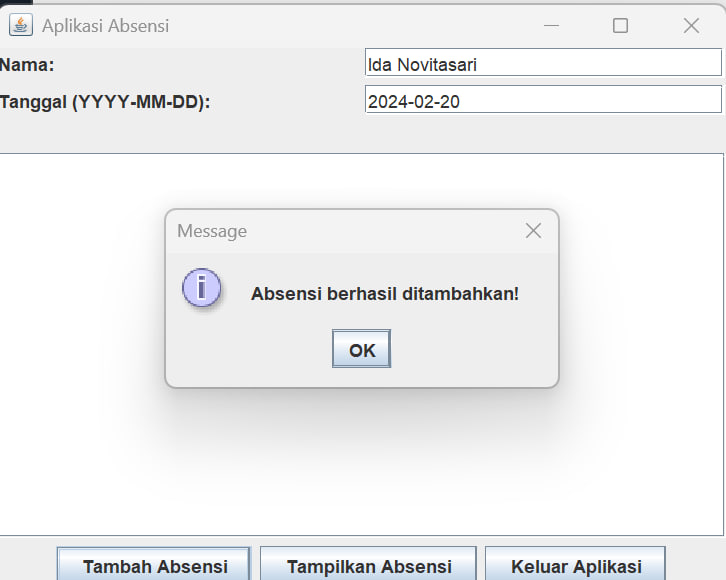 Aplikasi Absensi
Nama:
Ida Novitasari
Tanggal (YYYY-MM-DD):
2024-02-20
Message
Absensi berhasil ditambahkan!
OK
Tambah Absensi
Tampilkan Absensi
Keluar Aplikasi